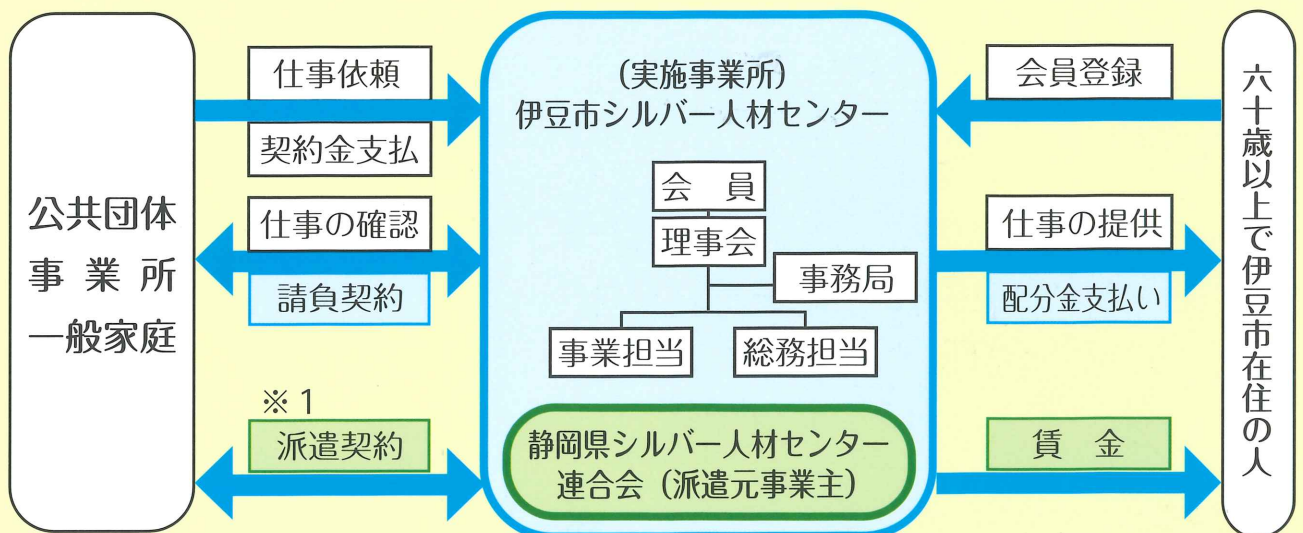 公共団体
事業所
一般家庭
仕事依頼
契約金支払
仕事の確認
請負契約
※1
派遣契約
(実施事業所)
伊豆市シルバー人材センター
会　員
理事会
事務局
事業担当
総務担当
静岡県シルバー人材センター
連合会（派遣元事業主）
会員登録
仕事の提供
配分金支払い
賃　金
六十歳以上で伊豆市在住の人